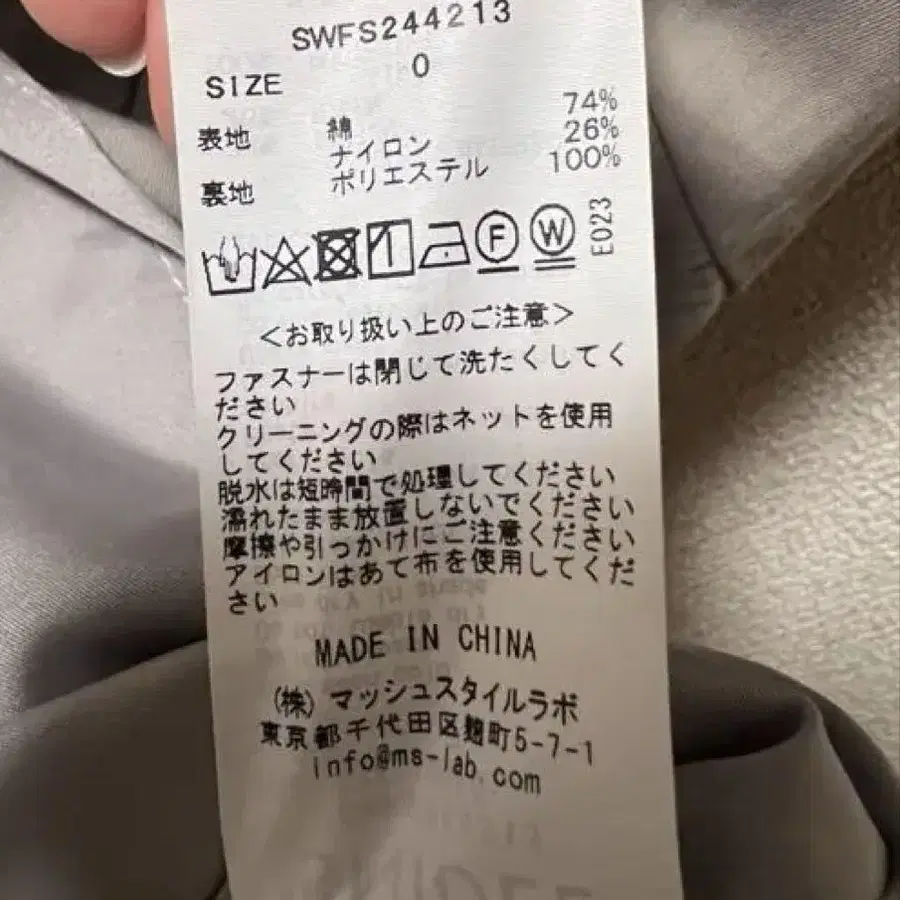 SWFS244213
SIZE 0
表地 綿 74%
ナイロン 26%
裏地 ポリエステル 100%
F W E023
＜お取り扱い上のご注意＞
ファスナーは閉じて洗たくしてく
ださい
クリーニングの際はネットを使用
してください
脱水は短時間で処理してください
濡れたまま放置しないでください
摩擦や引っかけにご注意ください
アイロンはあて布を使用してくだ
さい
MADE IN CHINA
(株) マッシュスタイルラボ
東京都千代田区麹町5-7-1
info@ms-lab.com